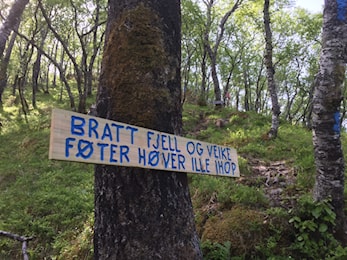 BRATT FJELL OG VEIKE
FØTER HØVER ILLE IHOP